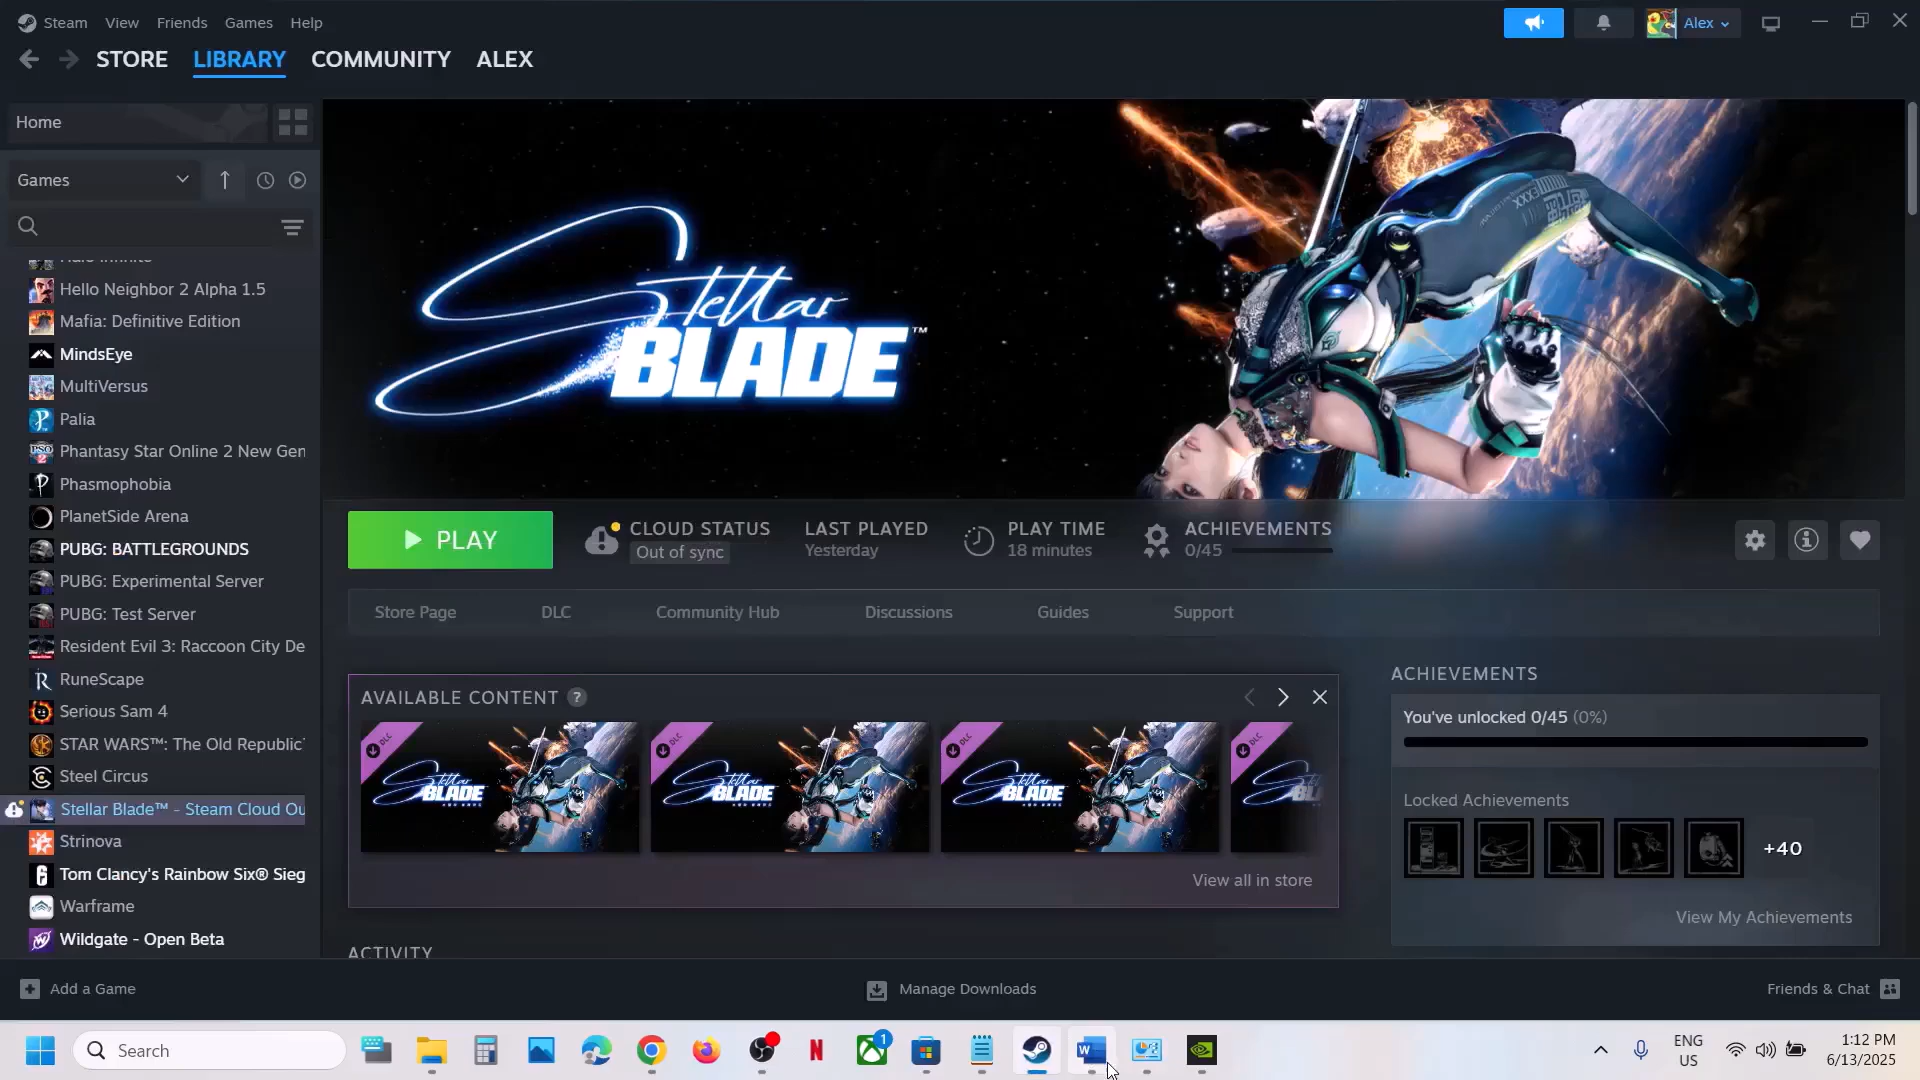 Steam View Friends Games Help
Alex
STORE LIBRARY COMMUNITY ALEX
Home
Games
Hello Neighbor 2 Alpha 1.5
Mafia: Definitive Edition
MindsEye
MultiVersus
Palia
Phantasy Star Online 2 New Gen
Phasmophobia
PlanetSide Arena
PUBG: BATTLEGROUNDS
PUBG: Experimental Server
PUBG: Test Server
Resident Evil 3: Raccoon City De
RuneScape
Serious Sam 4
STAR WARS™: The Old Republic
Steel Circus
Stellar Blade™ - Steam Cloud Ou
Strinova
Tom Clancy's Rainbow Six® Sieg
Warframe
Wildgate - Open Beta
Stellar
BLADE™
PLAY
CLOUD STATUS
Out of sync
LAST PLAYED
Yesterday
PLAY TIME
18 minutes
ACHIEVEMENTS
0/45
Store Page DLC Community Hub Discussions Guides Support
AVAILABLE CONTENT ?
DLC DLC DLC DLC
Stellar BLADE
Stellar BLADE
Stellar BLADE
View all in store
ACHIEVEMENTS
You've unlocked 0/45 (0%)
Locked Achievements
+40
View My Achievements
ACTIVITY
Add a Game
Manage Downloads
Friends & Chat
Search
1
ENG
US
1:12 PM
6/13/2025